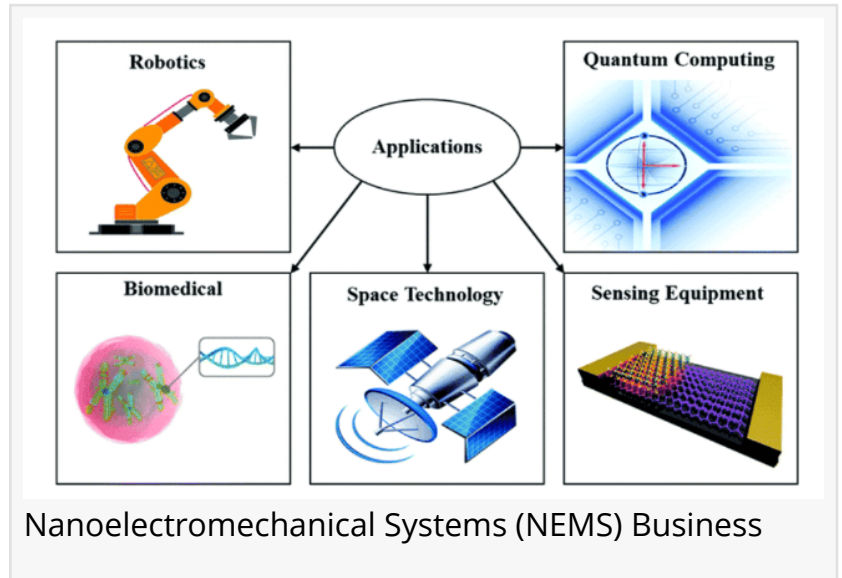 Robotics
Applications
Quantum Computing
Biomedical
Space Technology
Sensing Equipment
Nanoelectromechanical Systems (NEMS) Business